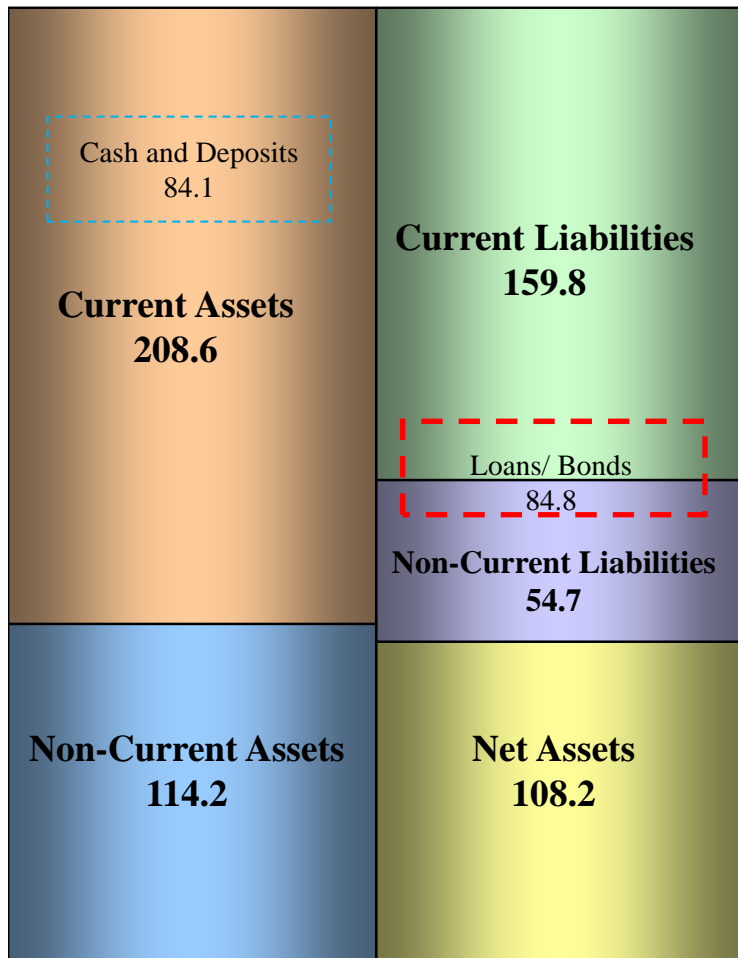 Cash and Deposits
84.1
Current Assets
208.6
Non-Current Assets
114.2
Current Liabilities
159.8
Loans/ Bonds
84.8
Non-Current Liabilities
54.7
Net Assets
108.2